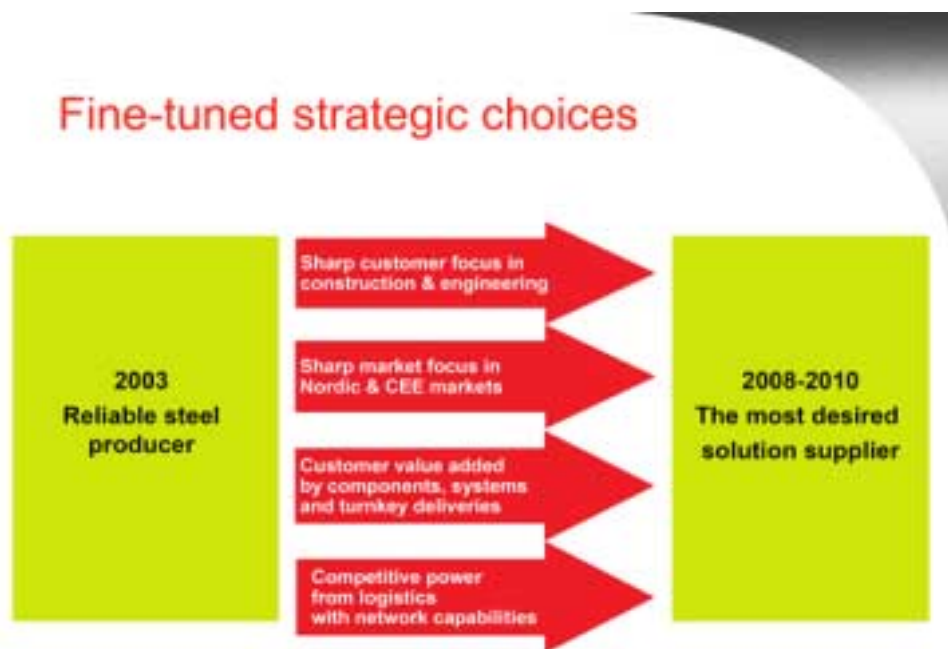 Fine-tuned strategic choices
2003
Reliable steel
producer
Sharp customer focus in
construction & engineering
Sharp market focus in
Nordic & CEE markets
Customer value added
by components, systems
and turnkey deliveries
Competitive power
from logistics
with network capabilities
2008-2010
The most desired
solution supplier